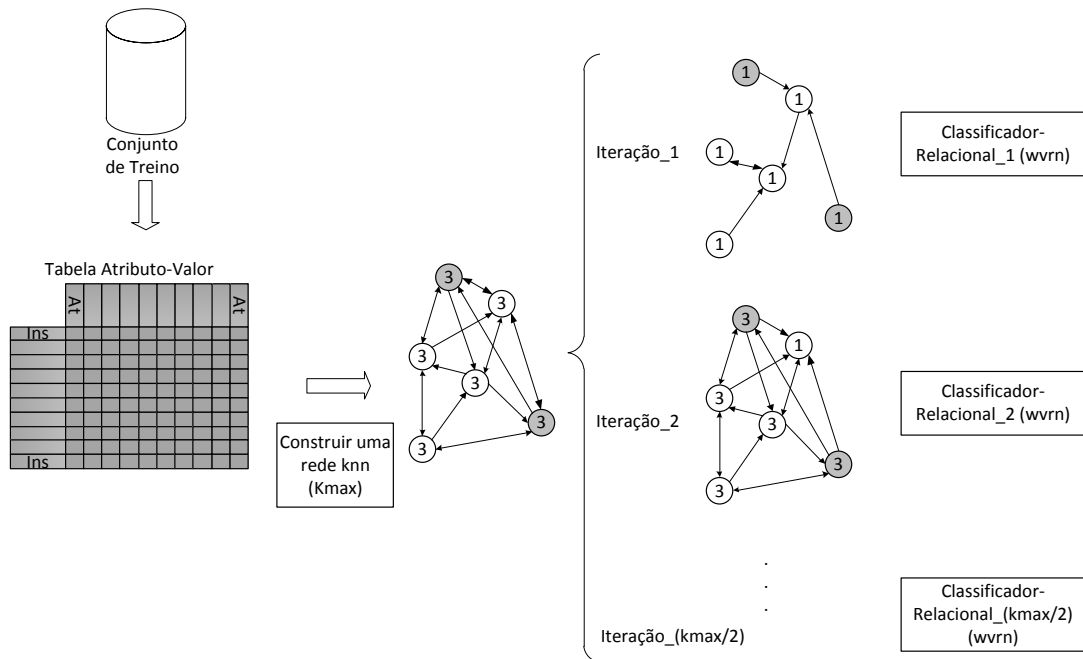 Conjunto
de Treino
Tabela Atributo-Valor
At
At
Ins
Ins
Construir uma
rede knn
(Kmax)
3
3
3
3
3
3
Iteração_1
1
1
1
1
1
1
Classificador-
Relacional_1 (wvrn)
Iteração_2
3
1
3
3
3
3
Classificador-
Relacional_2 (wvrn)
.
.
.
Iteração_(kmax/2)
Classificador-
Relacional_(kmax/2)
(wvrn)